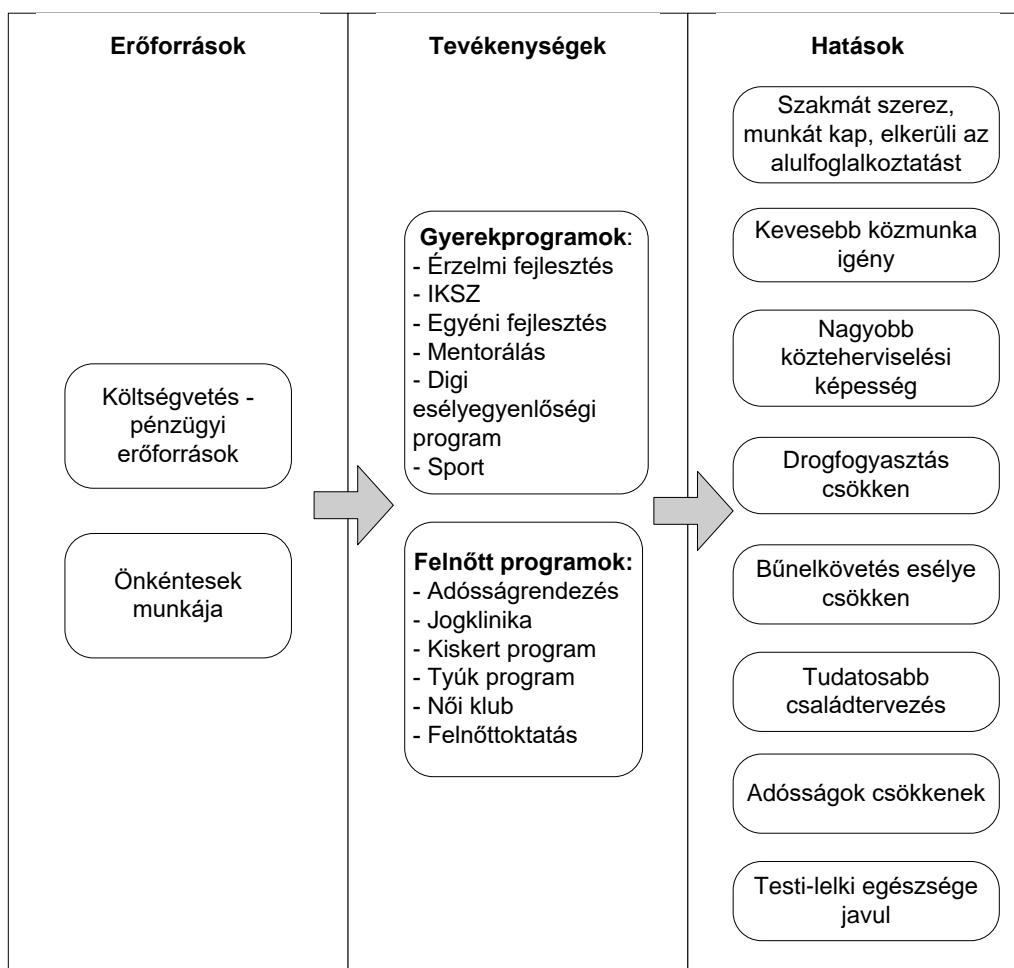 Erőforrások
Tevékenységek
Hatások
Költségvetés -
pénzügyi
erőforrások
Önkéntesek
munkája
Gyerekprogramok:
- Érzelmi fejlesztés
- IKSZ
- Egyéni fejlesztés
- Mentorálás
- Digi
esélyegyenlőségi
program
- Sport
Felnőtt programok:
- Adósságrendezés
- Jogklinika
- Kiskert program
- Tyúk program
- Női klub
- Felnőttoktatás
Szakmát szerez,
munkát kap, elkerüli az
alulfoglalkoztatást
Kevesebb közmunka
igény
Nagyobb
közteherviselési
képesség
Drogfogyasztás
csökken
Bűnelkövetés esélye
csökken
Tudatosabb
családtervezés
Adósságok csökkenek
Testi-lelki egészsége
javul